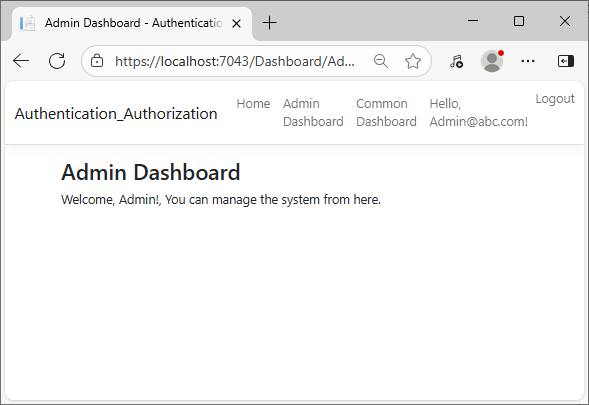 Admin Dashboard - Authentication
https://localhost:7043/Dashboard/Ad...
Authentication_Authorization
Home
Admin
Dashboard
Common
Dashboard
Hello,
Admin@abc.com!
Logout
Admin Dashboard
Welcome, Admin!, You can manage the system from here.